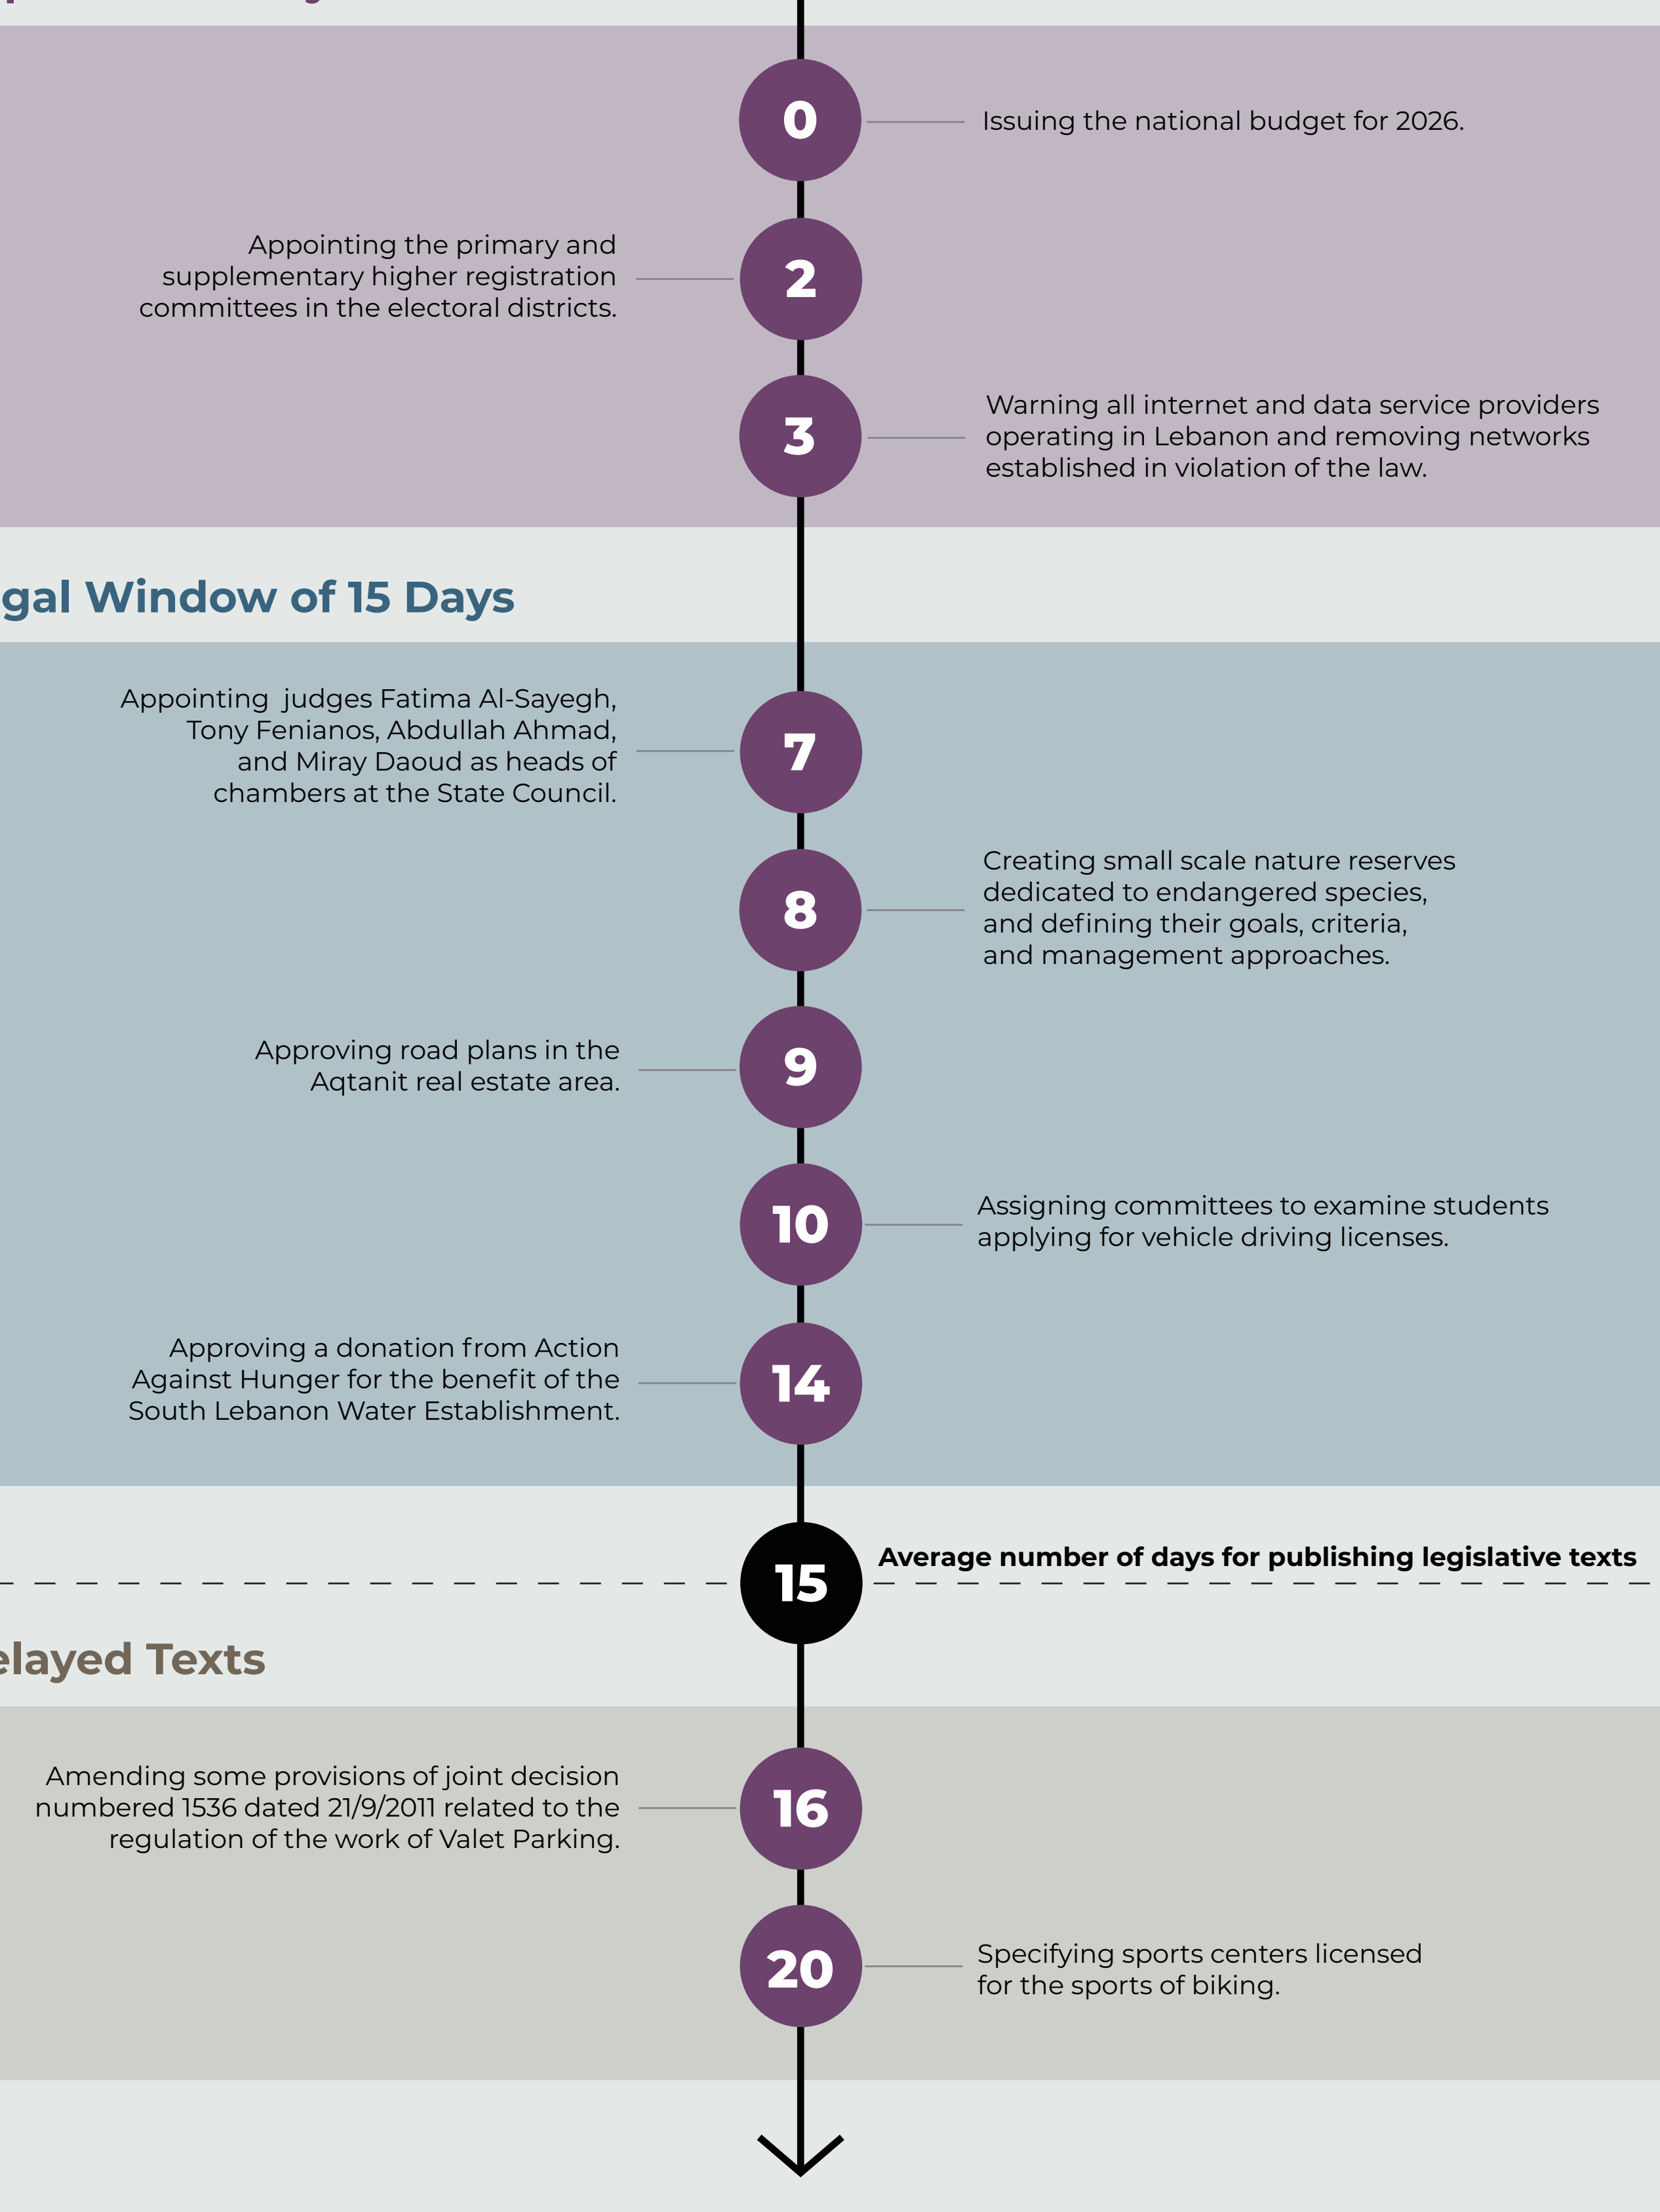 0
Issuing the national budget for 2026.
Appointing the primary and
supplementary higher registration
committees in the electoral districts.
2
3
Warning all internet and data service providers
operating in Lebanon and removing networks
established in violation of the law.
gal Window of 15 Days
Appointing  judges Fatima Al-Sayegh,
Tony Fenianos, Abdullah Ahmad,
and Miray Daoud as heads of
chambers at the State Council.
7
8
Creating small scale nature reserves
dedicated to endangered species,
and defining their goals, criteria,
and management approaches.
Approving road plans in the
Aqtanit real estate area.
9
10
Assigning committees to examine students
applying for vehicle driving licenses.
Approving a donation from Action
Against Hunger for the benefit of the
South Lebanon Water Establishment.
14
15
Average number of days for publishing legislative texts
elayed Texts
Amending some provisions of joint decision
numbered 1536 dated 21/9/2011 related to the
regulation of the work of Valet Parking.
16
20
Specifying sports centers licensed
for the sports of biking.